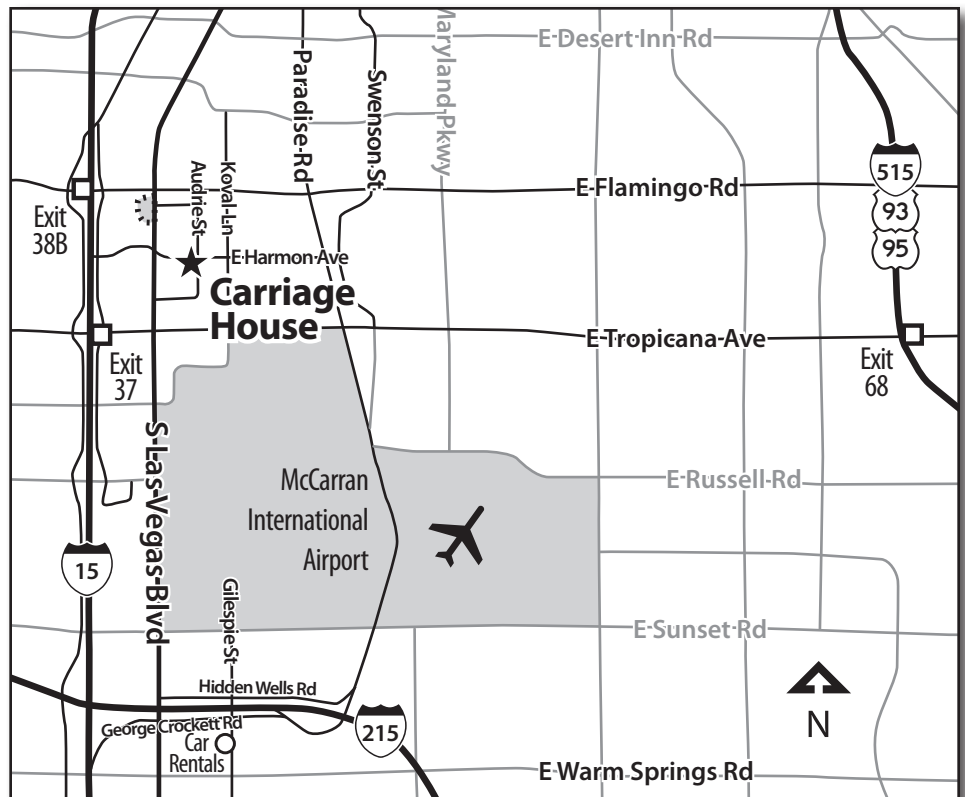 E Desert Inn Rd
Maryland Pkwy
Paradise Rd
Swenson St
515
93
95
Audrie St
Koval Ln
E Flamingo Rd
Exit
38B
E Harmon Ave
Carriage
House
E Tropicana Ave
Exit
37
Exit
68
S Las Vegas Blvd
McCarran
International
Airport
E Russell Rd
15
Gilespie St
E Sunset Rd
Hidden Wells Rd
George Crockett Rd
Car
Rentals
215
N
E Warm Springs Rd